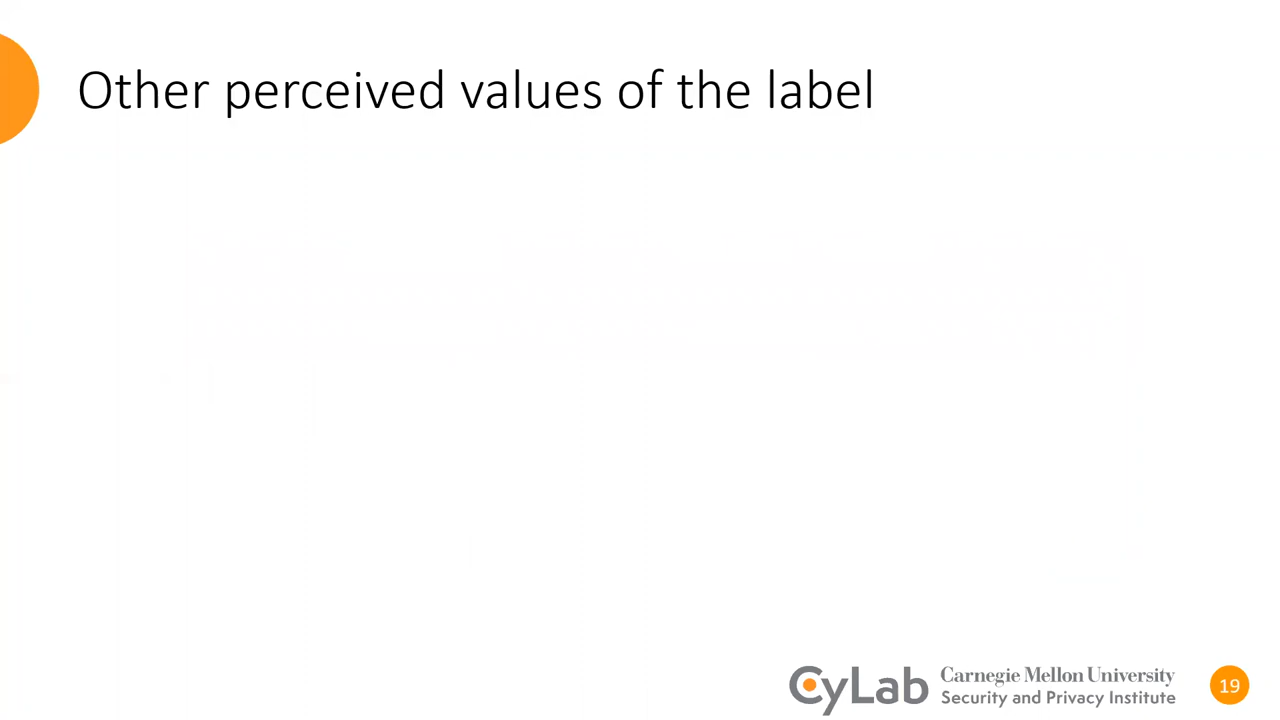 Other perceived values of the label
CyLab
Carnegie Mellon University
Security and Privacy Institute
19